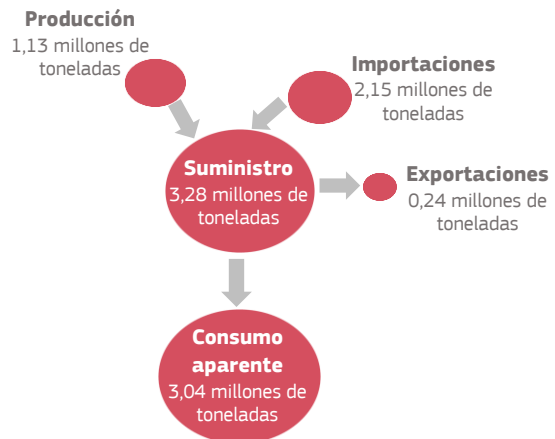 Producción
1,13 millones de
toneladas
Importaciones
2,15 millones de
toneladas
Suministro
3,28 millones de
toneladas
Exportaciones
0,24 millones de
toneladas
Consumo
aparente
3,04 millones de
toneladas